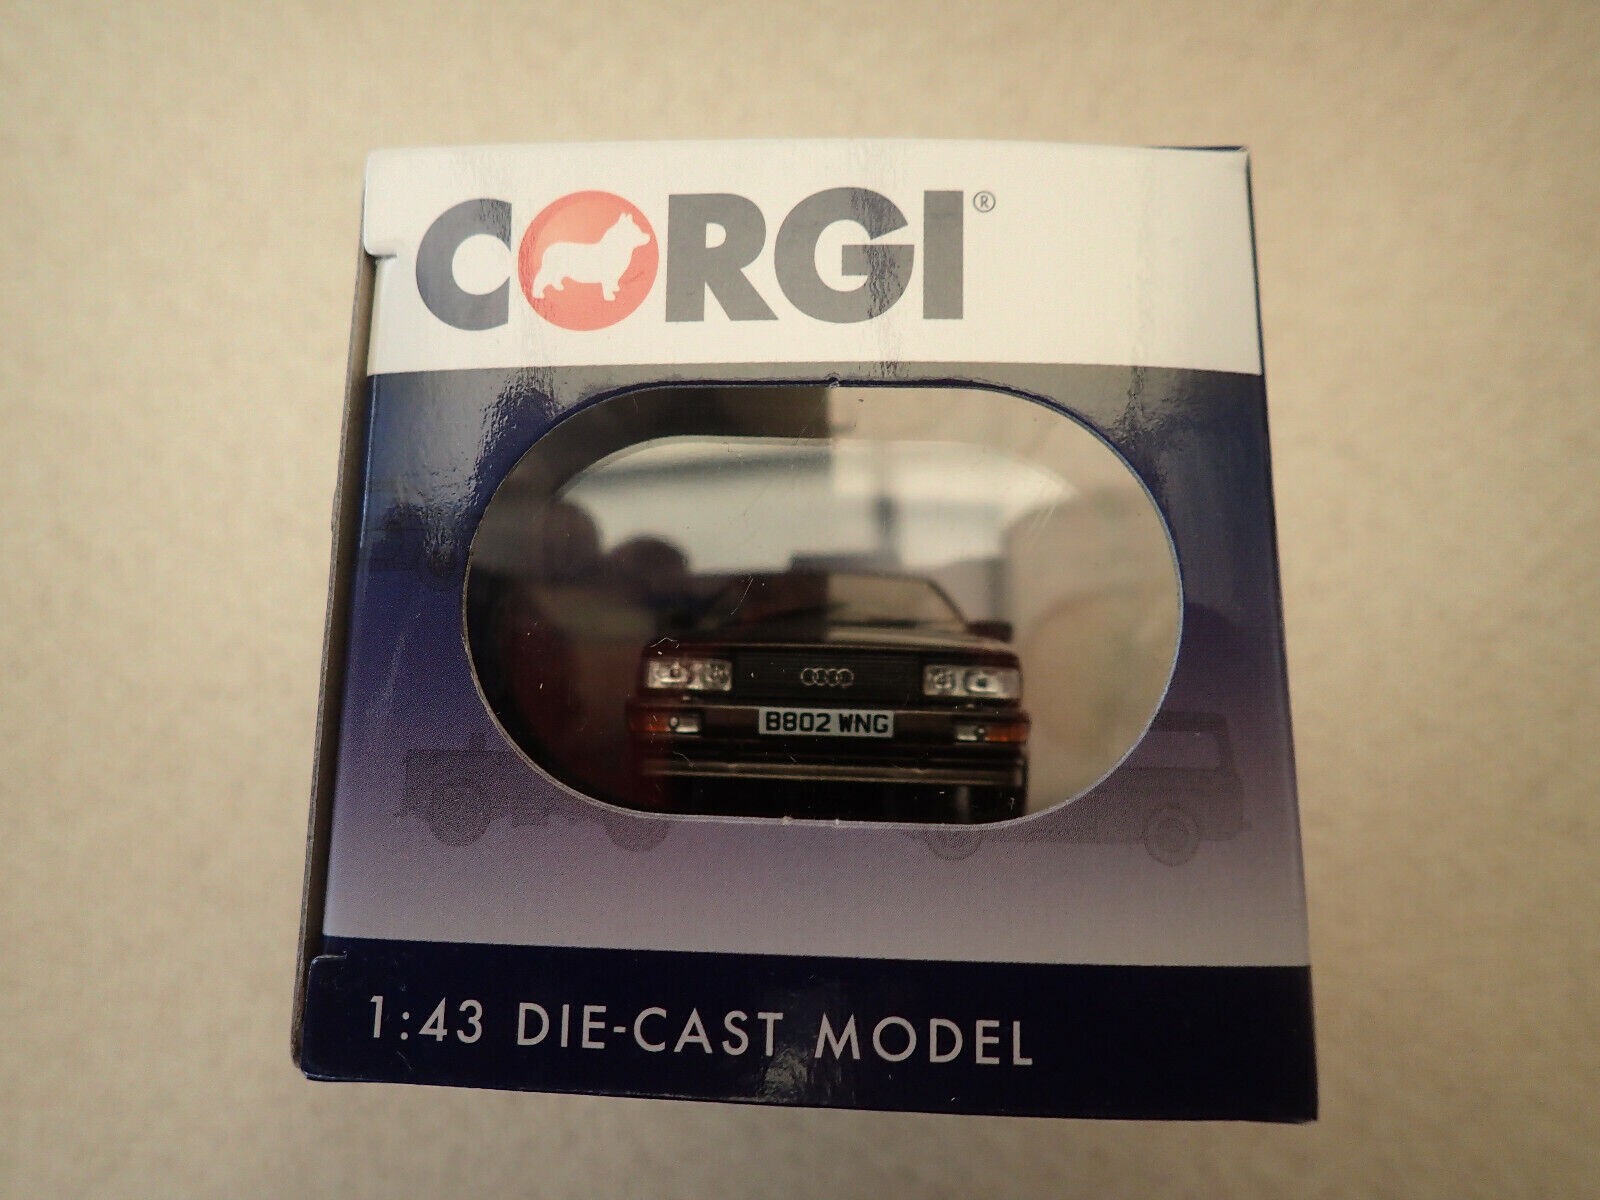 CORGI®
B802 WNG
1:43 DIE-CAST MODEL